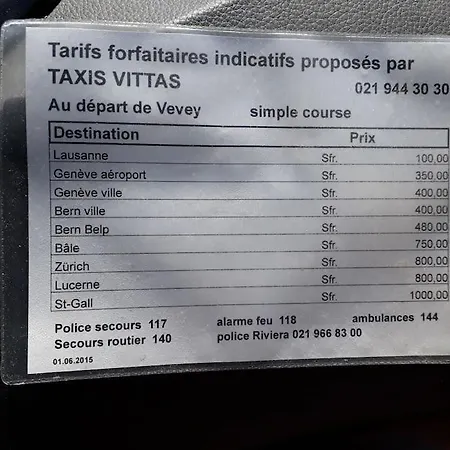 Tarifs forfaitaires indicatifs proposés par
TAXiS VITTAS 021 944 30 30
Au départ de Vevey simple course
Destination Prix
Lausanne Sfr. 100,00
Genève aéroport Sfr. 350,00
Genève ville Sfr. 400,00
Bern ville Sfr. 400,00
Bern Belp Sfr. 480,00
Bâle Sfr. 750,00
Zürich Sfr. 800,00
Lucerne Sfr. 800,00
St-Gall Sfr. 1000,00
Police secours 117 alarme feu 118 ambulances 144
Secours routier 140 police Riviera 021 966 83 00
01.06.2015